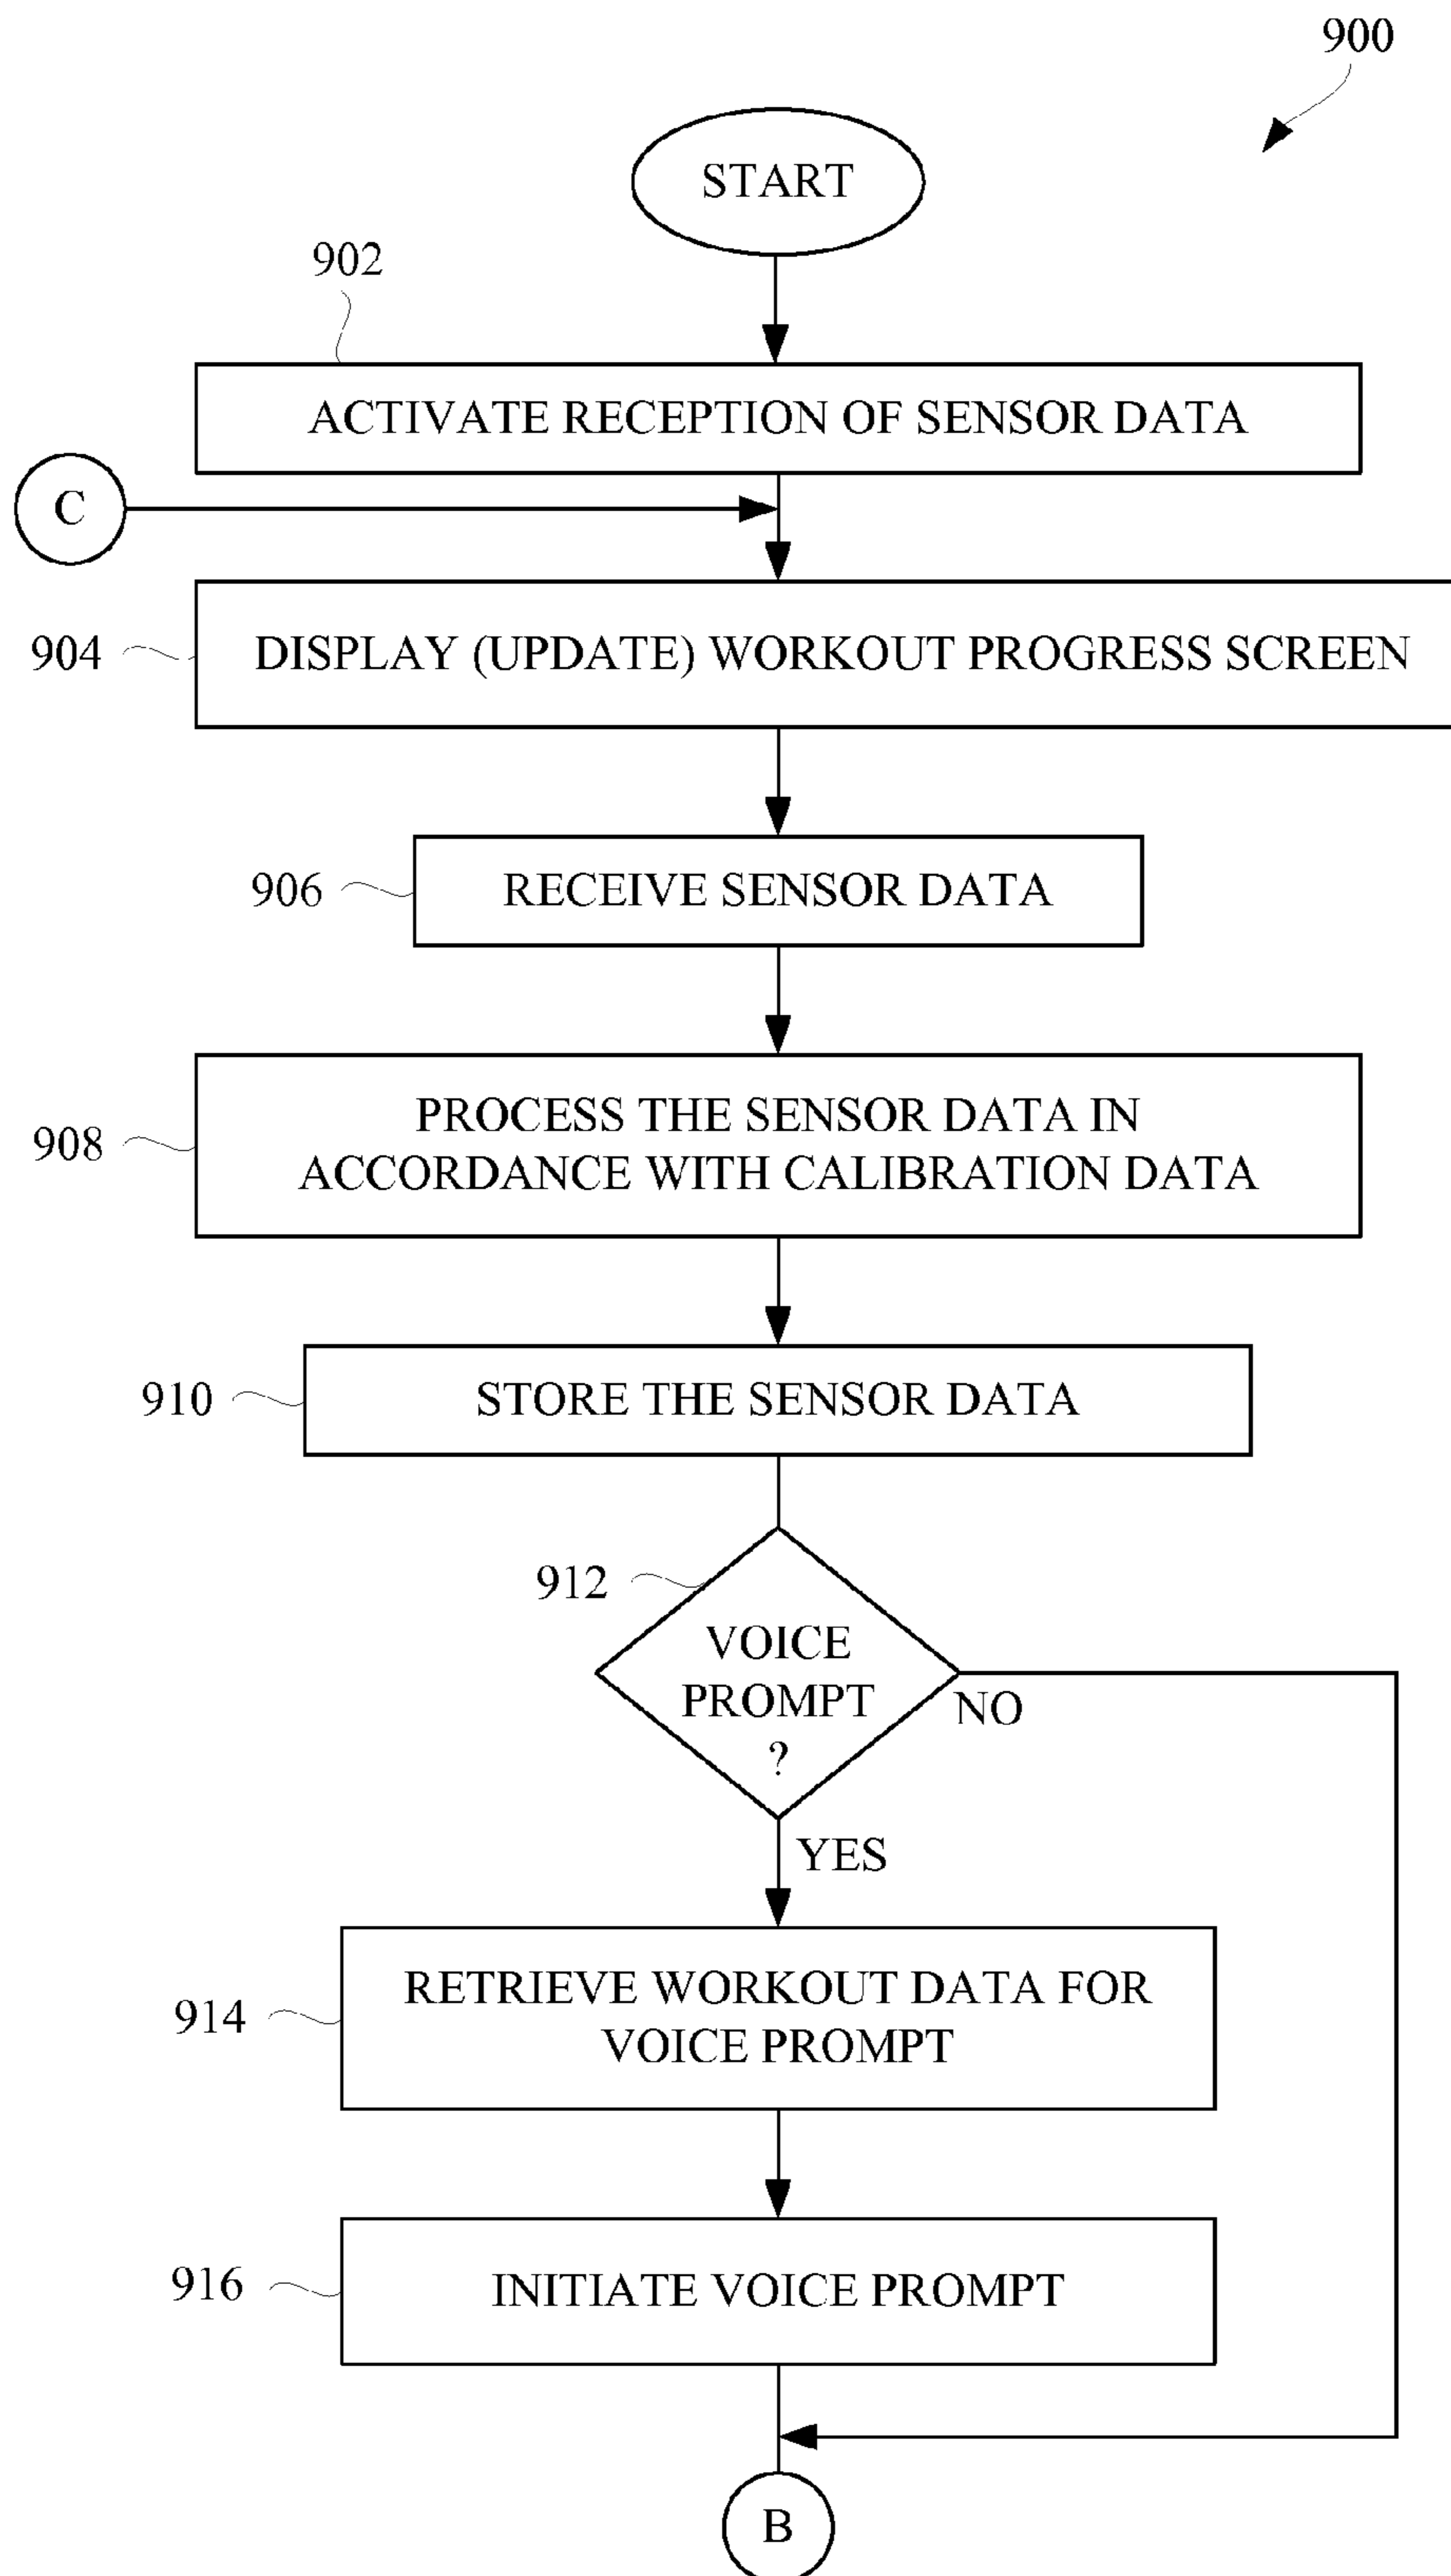 900
START
902
ACTIVATE RECEPTION OF SENSOR DATA
C
904
DISPLAY (UPDATE) WORKOUT PROGRESS SCREEN
906
RECEIVE SENSOR DATA
908
PROCESS THE SENSOR DATA IN
ACCORDANCE WITH CALIBRATION DATA
910
STORE THE SENSOR DATA
912
VOICE
PROMPT
?
NO
YES
914
RETRIEVE WORKOUT DATA FOR
VOICE PROMPT
916
INITIATE VOICE PROMPT
B